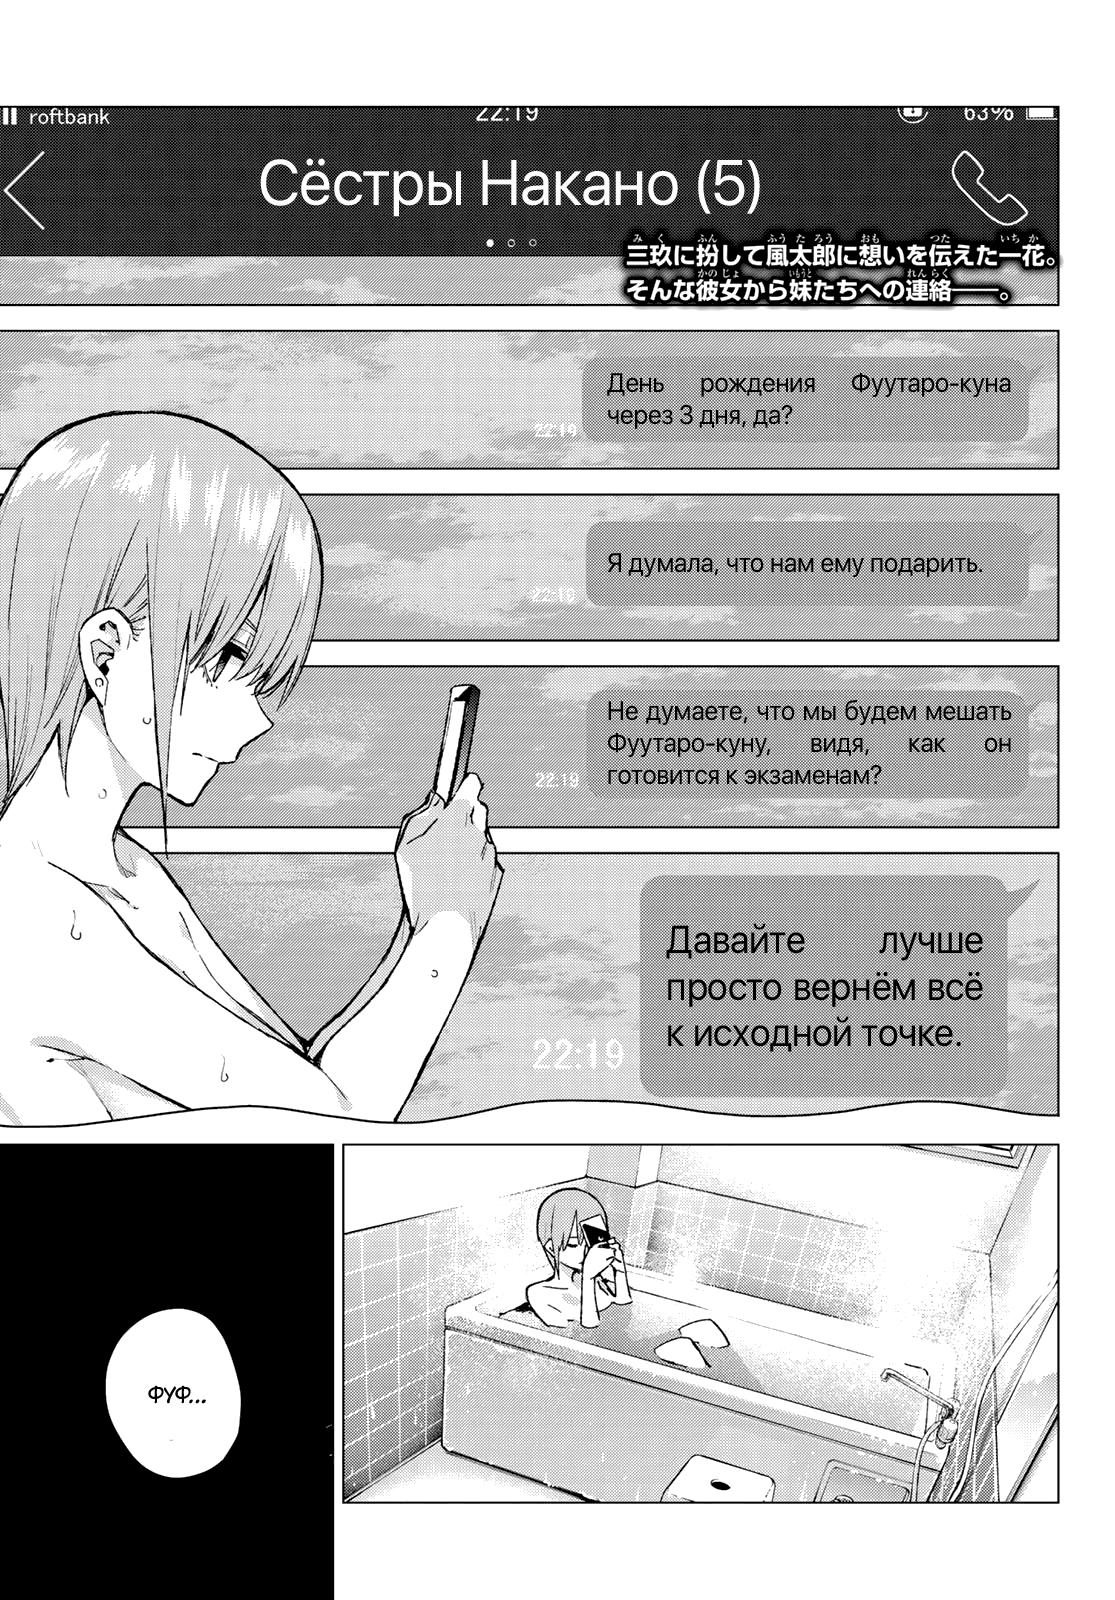 roftbank 22:19 63%
Сёстры Накано (5)
三玖に扮して風太郎に想いを伝えた一花。
そんな彼女から妹たちへの連絡――。
День рождения Фуутаро-куна
через 3 дня, да?
22:19
Я думала, что нам ему подарить.
22:19
Не думаете, что мы будем мешать
Фуутаро-куну, видя, как он
готовится к экзаменам?
22:19
Давайте лучше
просто вернём всё
к исходной точке.
22:19
ФУФ...